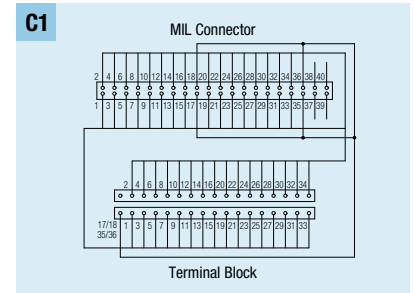 C1
MIL Connector
2 4 6 8 10 12 14 16 18 20 22 24 26 28 30 32 34 36 38 40
1 3 5 7 9 11 13 15 17 19 21 23 25 27 29 31 33 35 37 39
2 4 6 8 10 12 14 16 20 22 24 26 28 30 32 34
17/18 1 3 5 7 9 11 13 15 19 21 23 25 27 29 31 33
35/36
Terminal Block